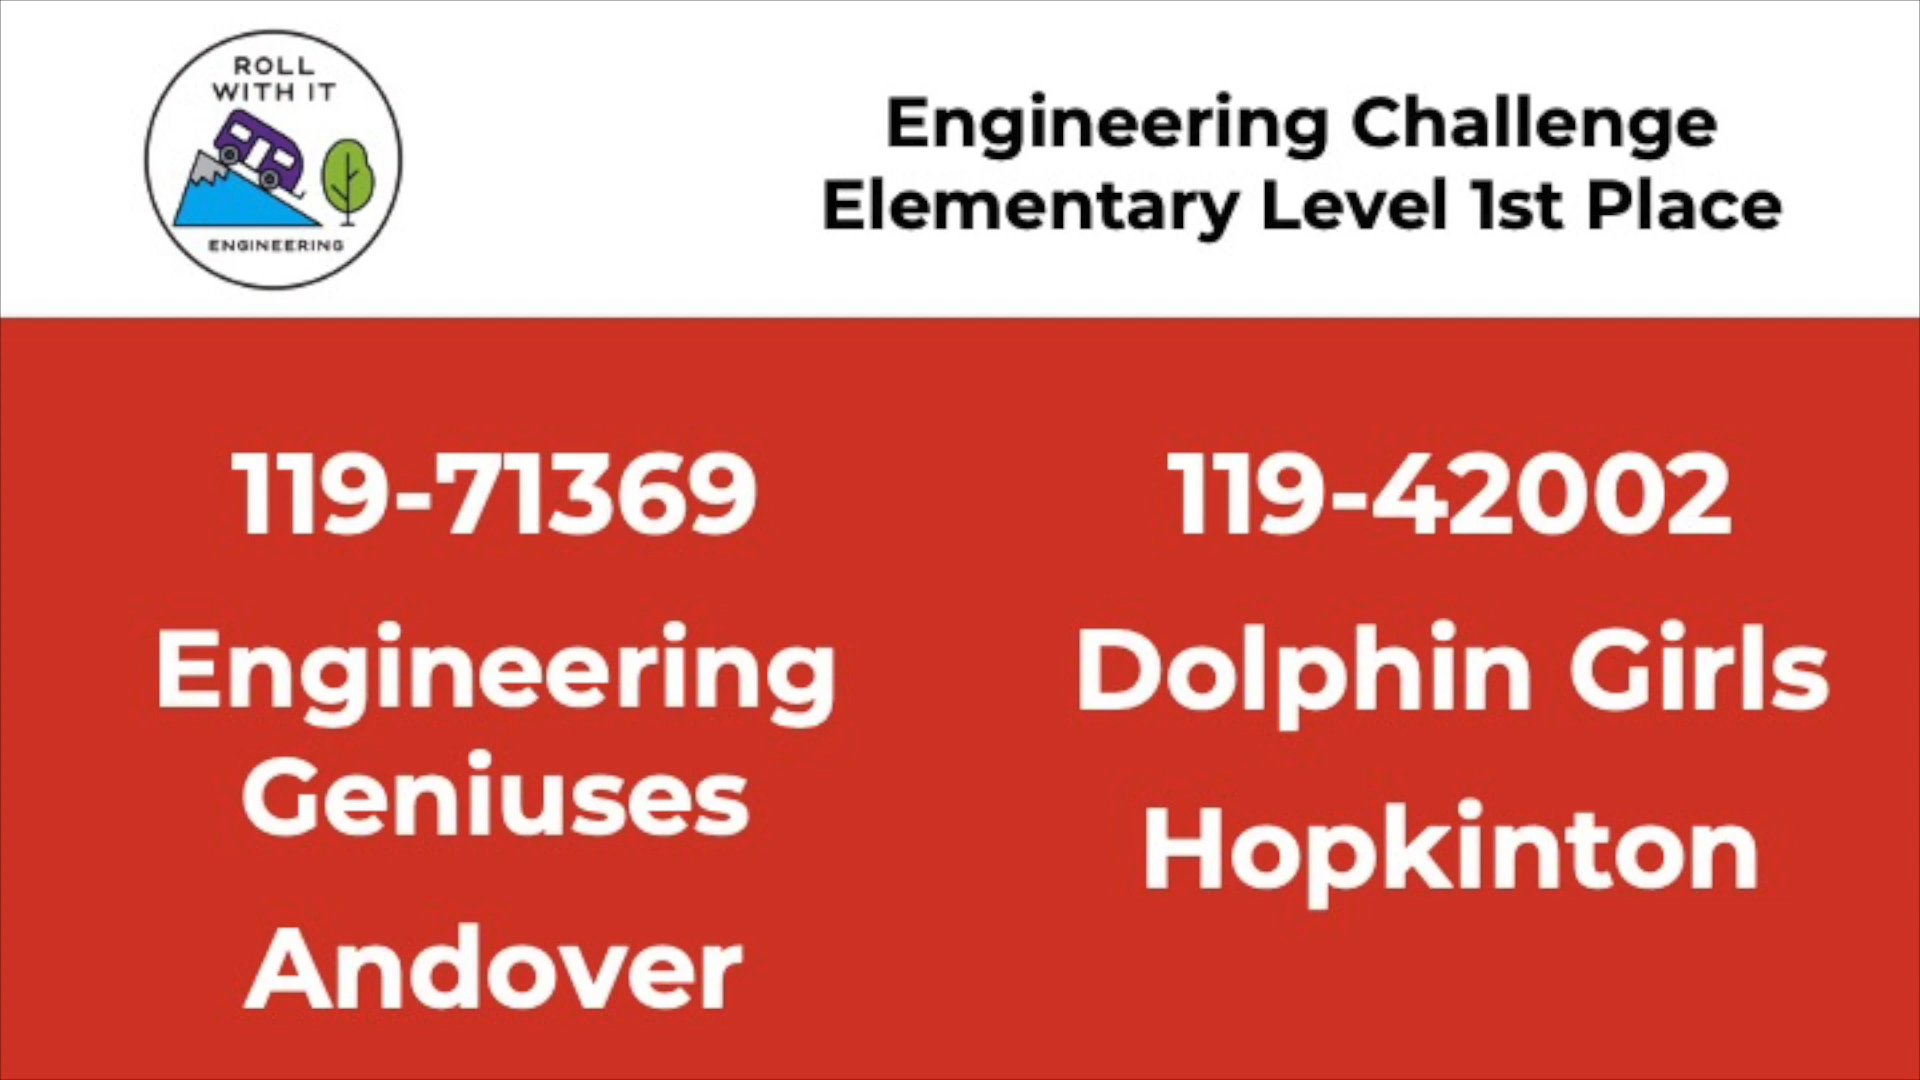 ROLL
WITH IT
ENGINEERING
Engineering Challenge
Elementary Level 1st Place
119-71369
Engineering
Geniuses
Andover
119-42002
Dolphin Girls
Hopkinton